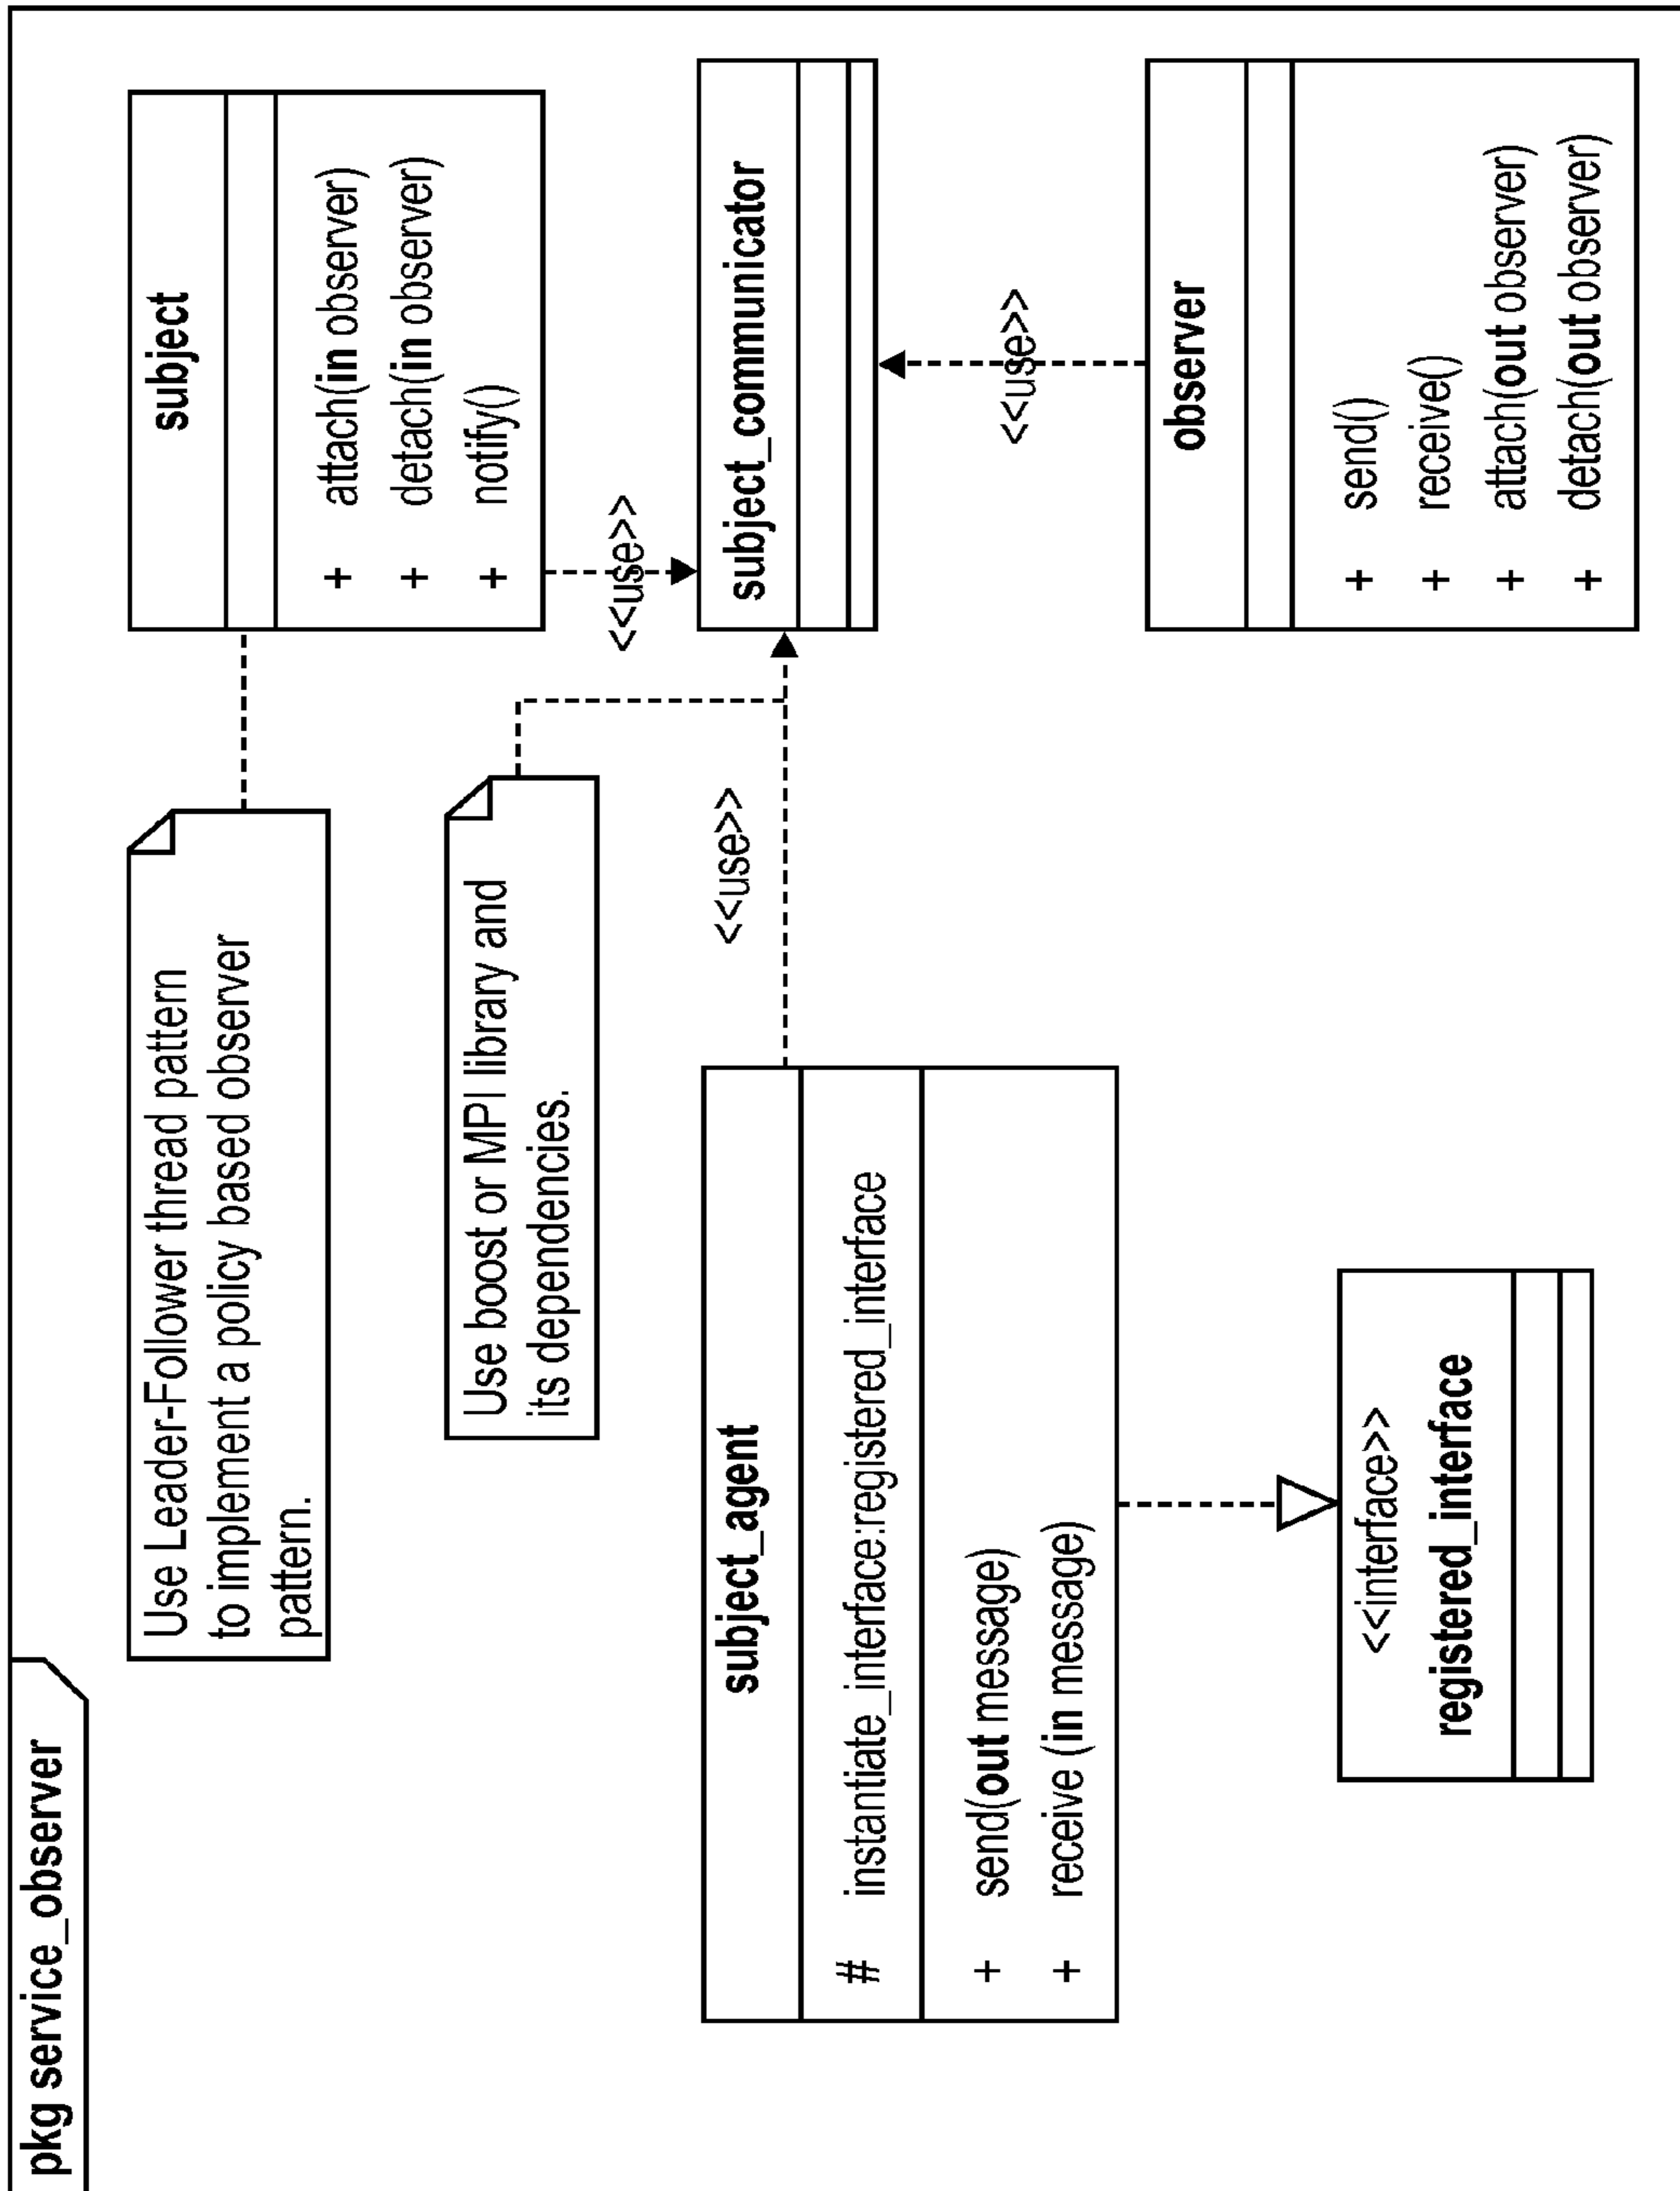 pkg service_observer
Use Leader-Follower thread pattern
to implement a policy based observer
pattern.
subject
+ attach(in observer)
+ detach(in observer)
+ notify()
Use boost or MPI library and
its dependencies.
<<use>>
<<use>>
subject_agent
# instantiate_interface:registered_interface
+ send(out message)
+ receive (in message)
subject_communicator
<<use>>
<<interface>>
registered_interface
observer
+ send()
+ receive()
+ attach(out observer)
+ detach(out observer)